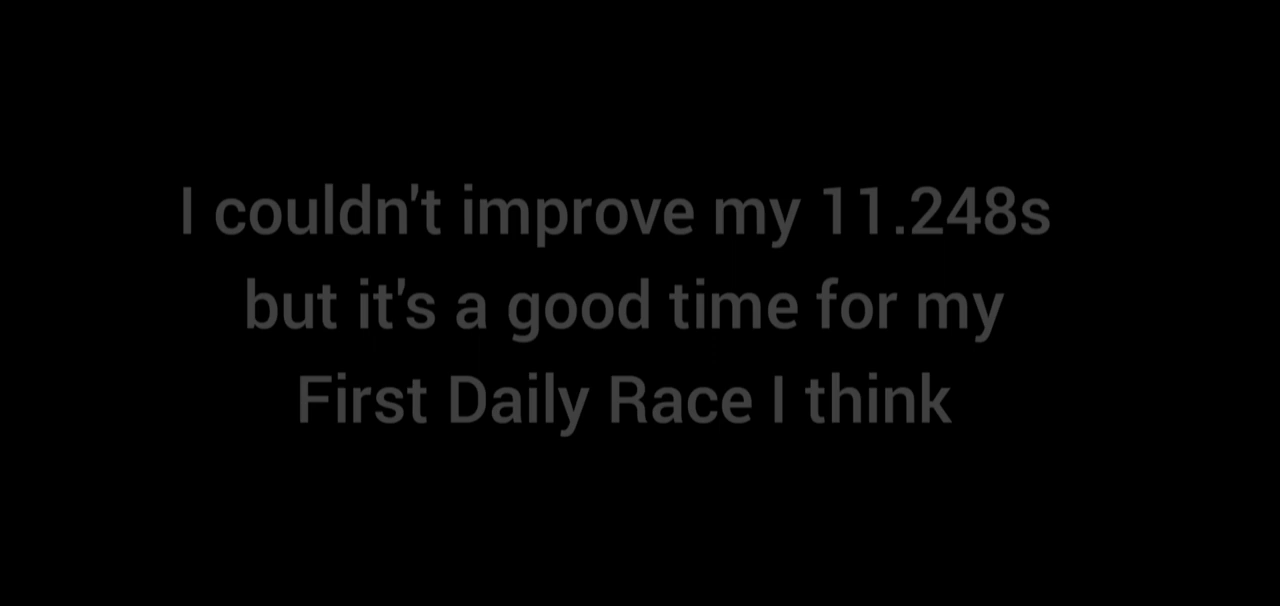 I couldn't improve my 11.248s
but it's a good time for my
First Daily Race I think